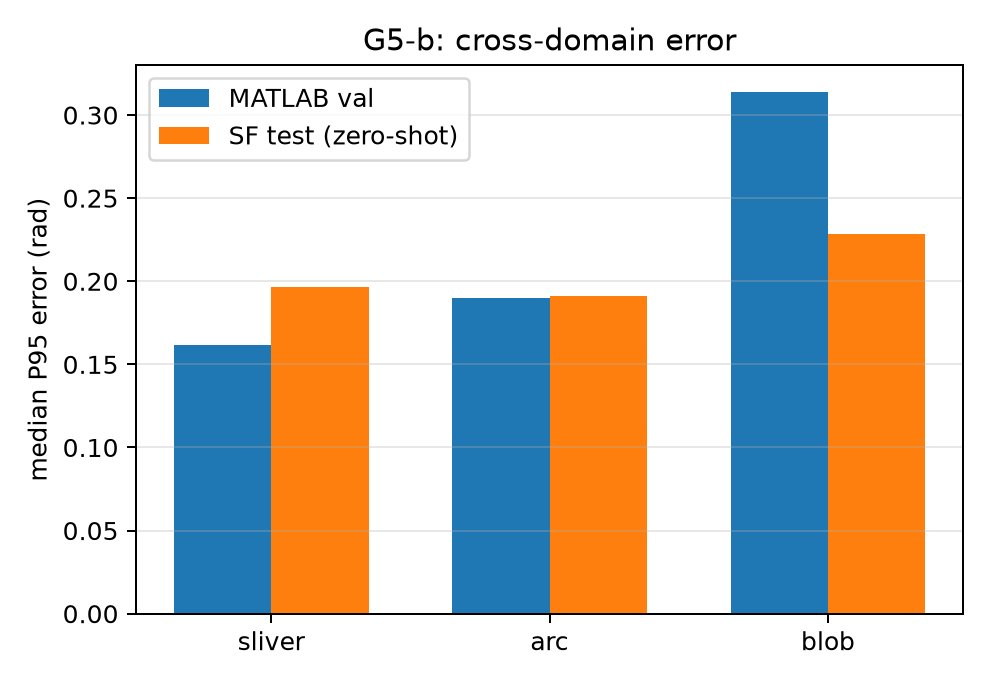 G5-b: cross-domain error
MATLAB val
SF test (zero-shot)
median P95 error (rad)
0.30
0.25
0.20
0.15
0.10
0.05
0.00
sliver
arc
blob